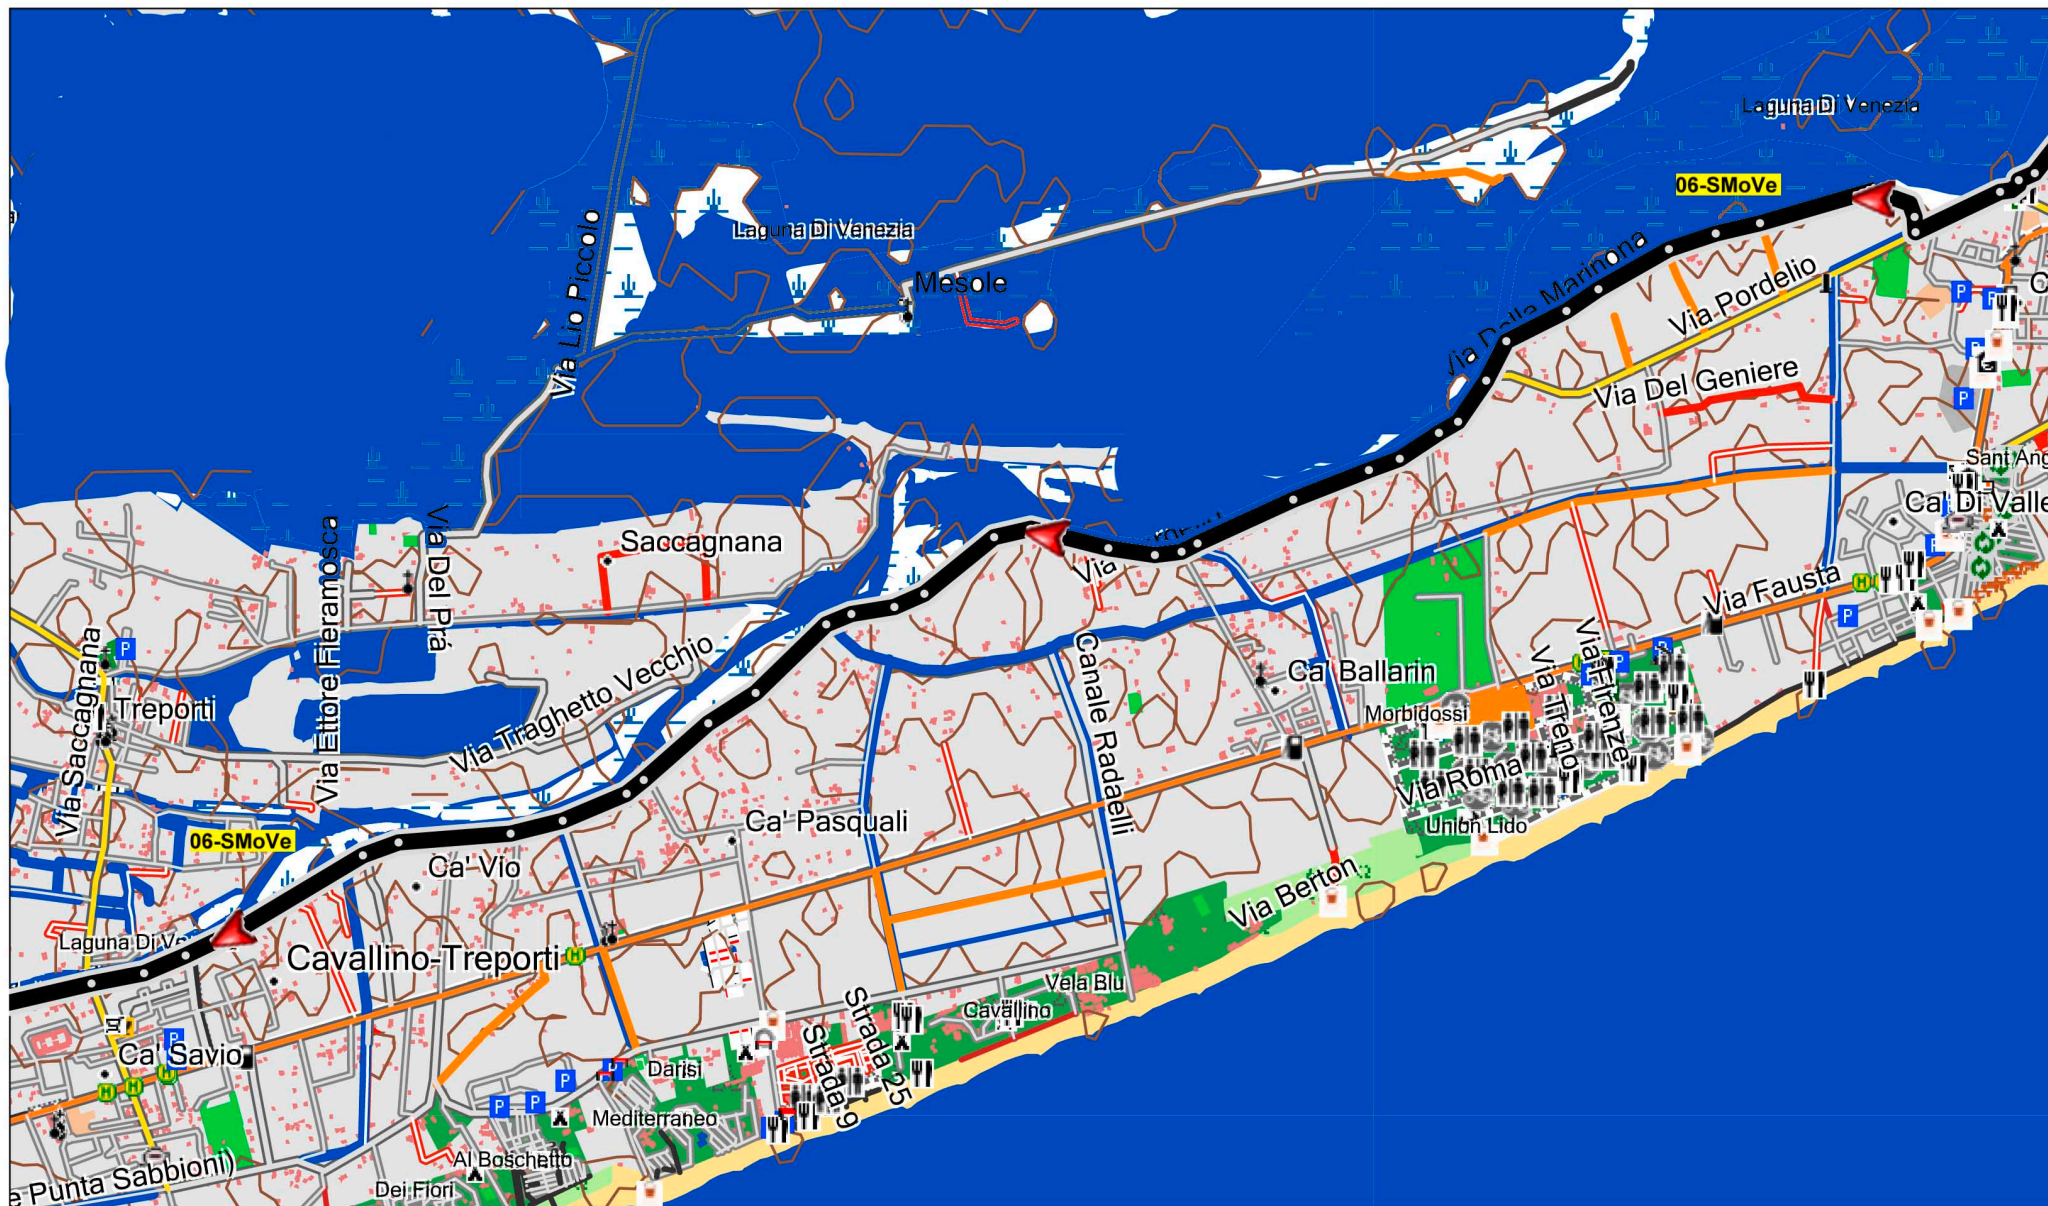 Laguna Di Venezia
06-SMoVe
Laguna Di Venezia
Via Lio Piccolo
Mesole
Via Della Marinona
Via Pordelio
Via Del Geniere
Sant Ang
Ca' Di Valle
Via Ettore Fieramosca
Via Del Prá
Saccagnana
Via
Via Fausta
Via Saccagnana
Treporti
Via Traghetto Vecchio
Canale Radaelli
Ca' Ballarin
Morbidossi
Via Trento
Via Firenze
Via Roma
Union Lido
06-SMoVe
Ca' Vio
Ca' Pasquali
Via Berton
Laguna Di Ve
Cavallino-Treporti
Vela Blu
Cavallino
Strada 25
Strada 9
Ca' Savio
Darisi
Mediterraneo
Al Boschetto
Dei Fiori
e Punta Sabbioni)
P
P
P
P
P
P
P
P
P
P
P
P
P
H
H
H
H
H